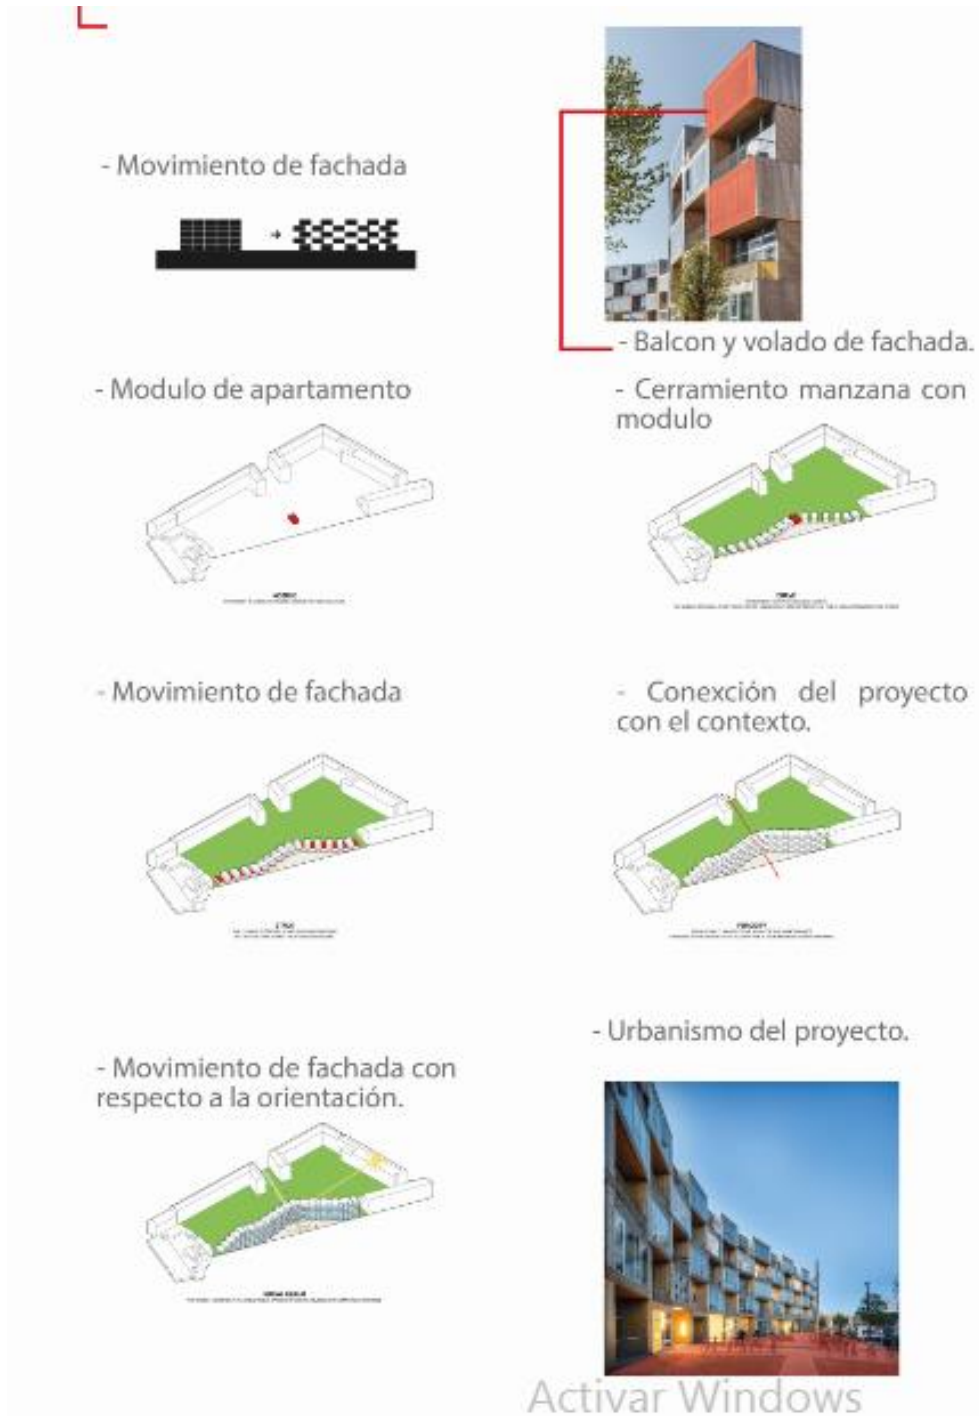 - Movimiento de fachada
- Balcon y volado de fachada.
- Modulo de apartamento
- Cerramiento manzana con
modulo
- Movimiento de fachada
- Conexción del proyecto
con el contexto.
- Urbanismo del proyecto.
- Movimiento de fachada con
respecto a la orientación.
Activar Windows